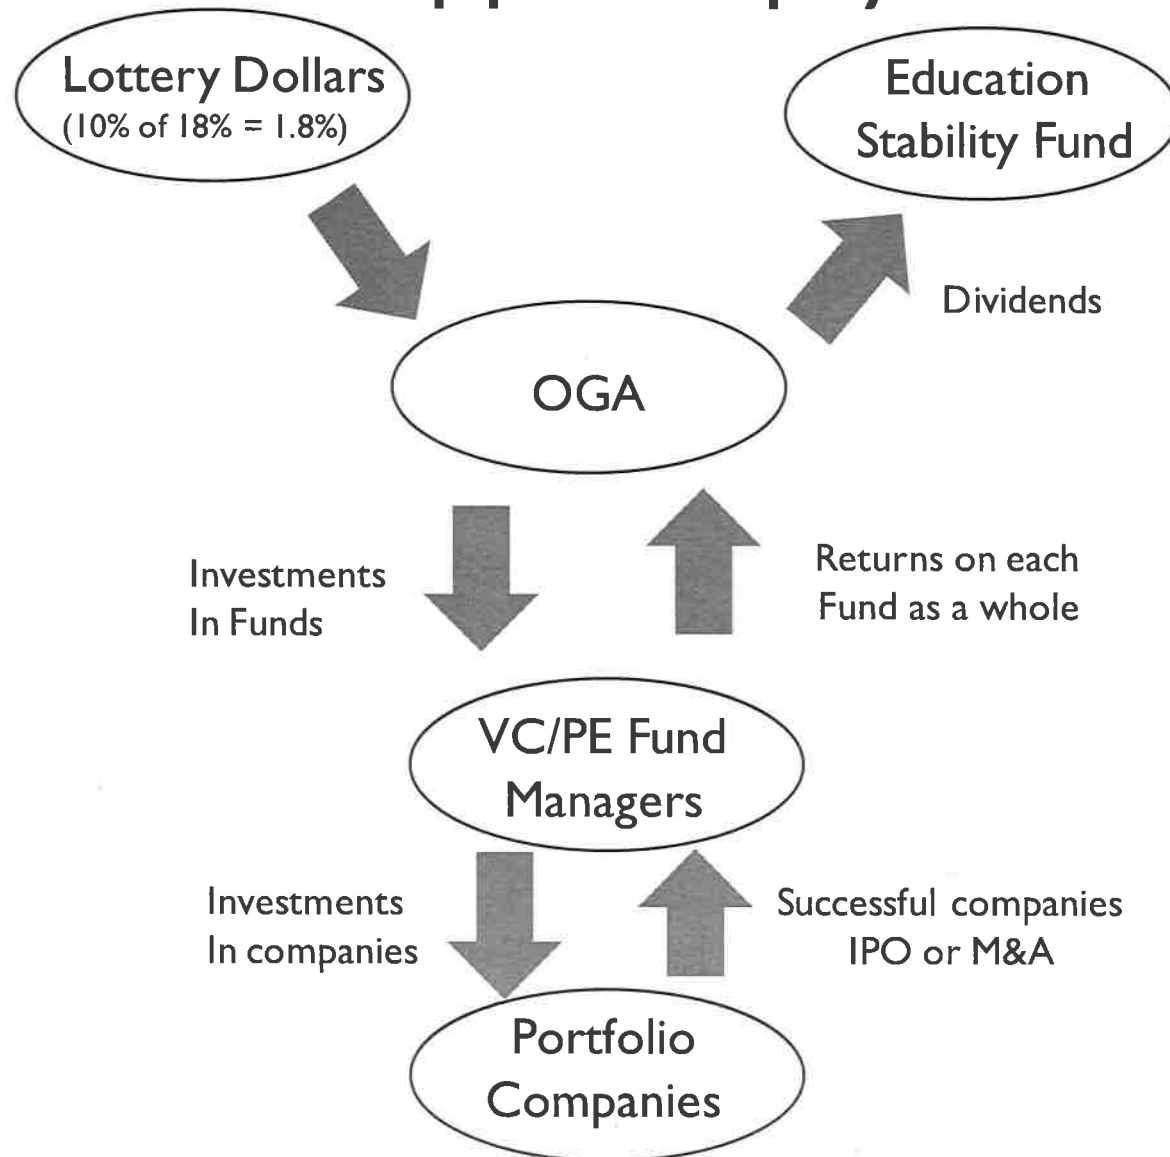 Lottery Dollars
(10% of 18% = 1.8%)
Education
Stability Fund
Dividends
OGA
Investments
In Funds
Returns on each
Fund as a whole
VC/PE Fund
Managers
Investments
In companies
Successful companies
IPO or M&A
Portfolio
Companies